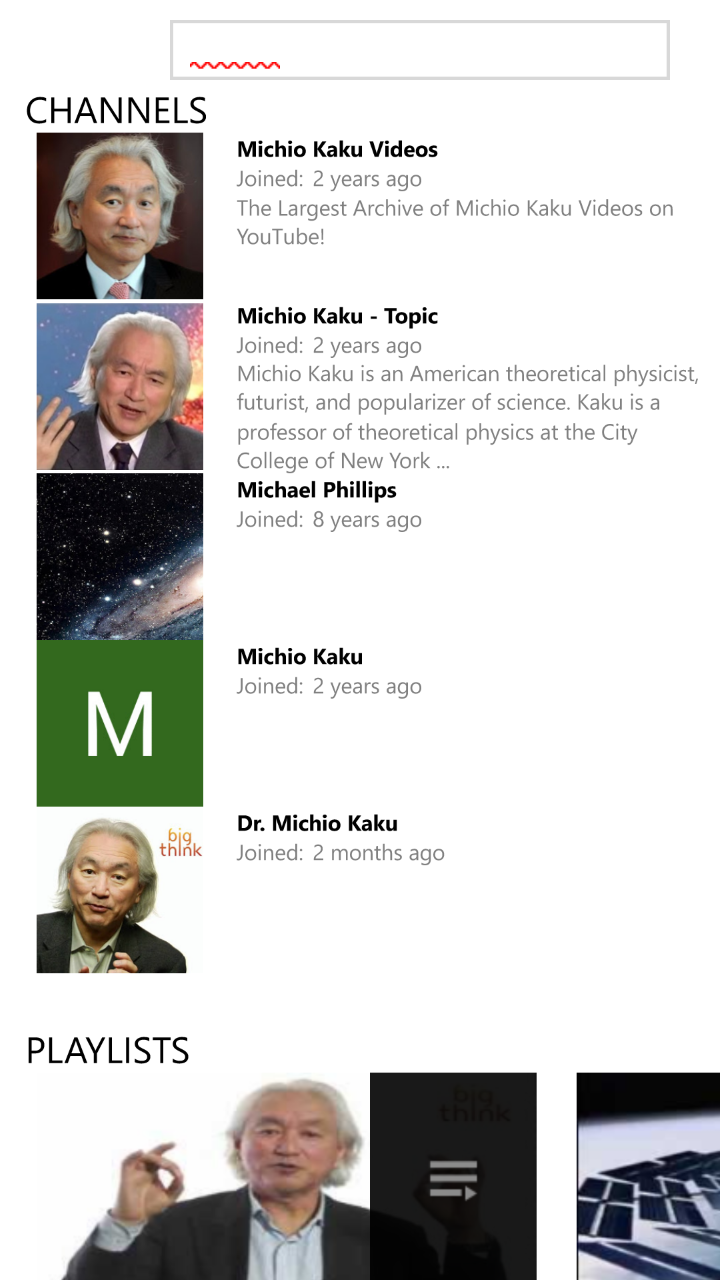 CHANNELS
Michio Kaku Videos
Joined: 2 years ago
The Largest Archive of Michio Kaku Videos on
YouTube!
Michio Kaku - Topic
Joined: 2 years ago
Michio Kaku is an American theoretical physicist,
futurist, and popularizer of science. Kaku is a
professor of theoretical physics at the City
College of New York ...
Michael Phillips
Joined: 8 years ago
M
Michio Kaku
Joined: 2 years ago
big
think
Dr. Michio Kaku
Joined: 2 months ago
PLAYLISTS
big
think